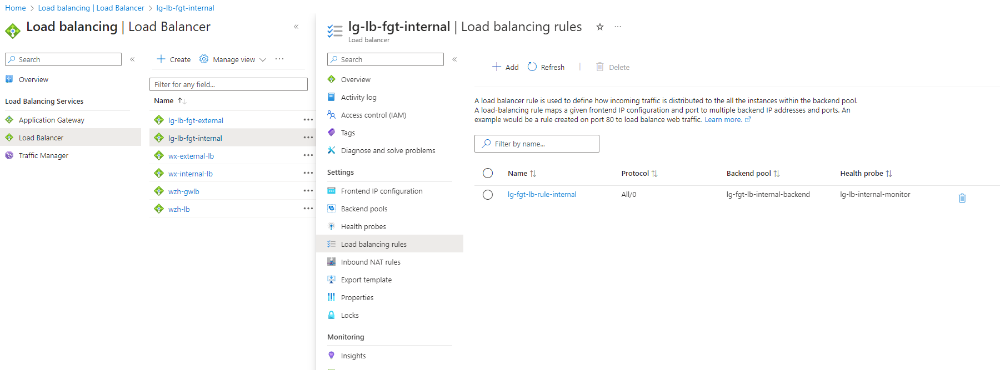 Home > Load balancing | Load Balancer > lg-lb-fgt-internal
Load balancing | Load Balancer
Search
Overview
Load Balancing Services
Application Gateway
Load Balancer
Traffic Manager
Create
Manage view
Filter for any field...
Name
lg-lb-fgt-external
lg-lb-fgt-internal
wx-external-lb
wx-internal-lb
wzh-gwlb
wzh-lb
lg-lb-fgt-internal | Load balancing rules
Load balancer
Search
Overview
Activity log
Access control (IAM)
Tags
Diagnose and solve problems
Settings
Frontend IP configuration
Backend pools
Health probes
Load balancing rules
Inbound NAT rules
Export template
Properties
Locks
Monitoring
Insights
Add Refresh | Delete
A load balancer rule is used to define how incoming traffic is distributed to the all the instances within the backend pool.
A load-balancing rule maps a given frontend IP configuration and port to multiple backend IP addresses and ports. An
example would be a rule created on port 80 to load balance web traffic. Learn more.
Filter by name...
Name Protocol Backend pool Health probe
lg-fgt-lb-rule-internal All/0 lg-fgt-lb-internal-backend lg-lb-internal-monitor